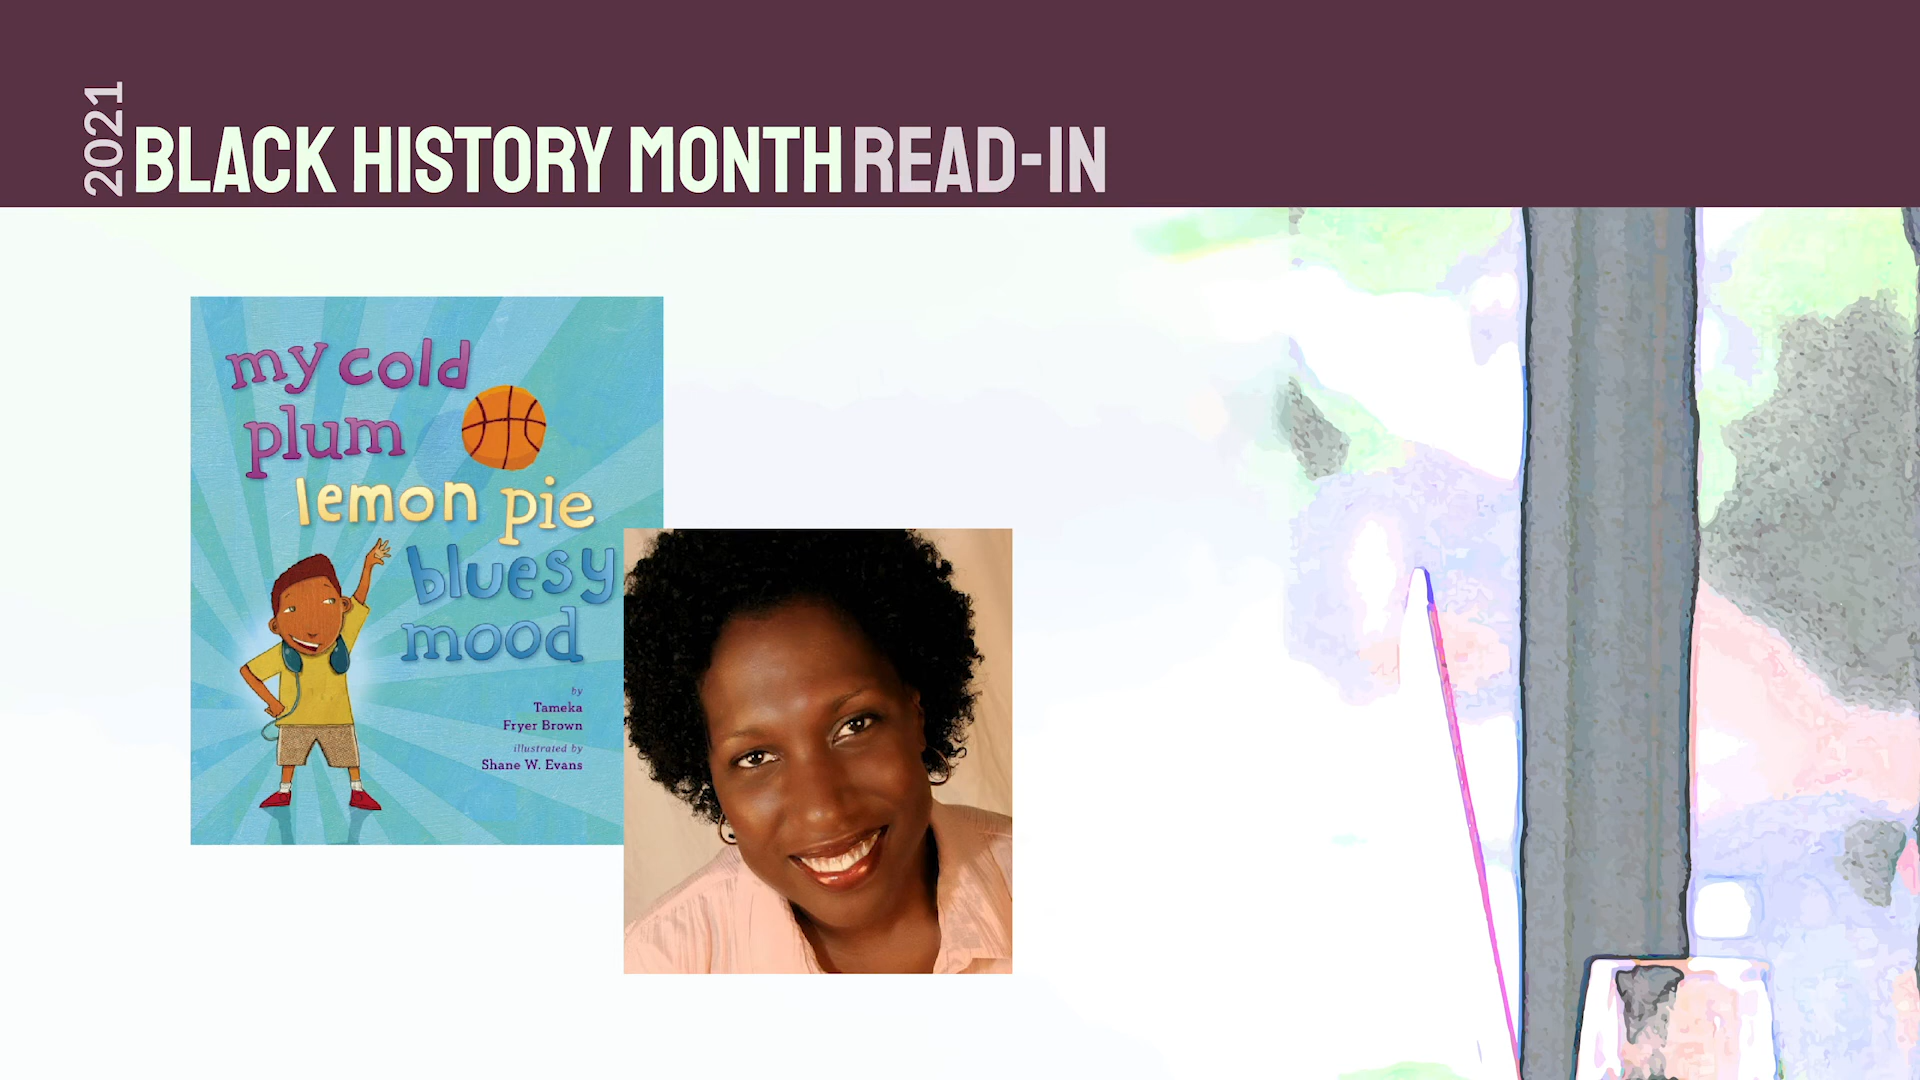 2021
BLACK HISTORY MONTH READ-IN
my cold
plum
lemon pie
bluesy
mood
by
Tameka
Fryer Brown
illustrated by
Shane W. Evans